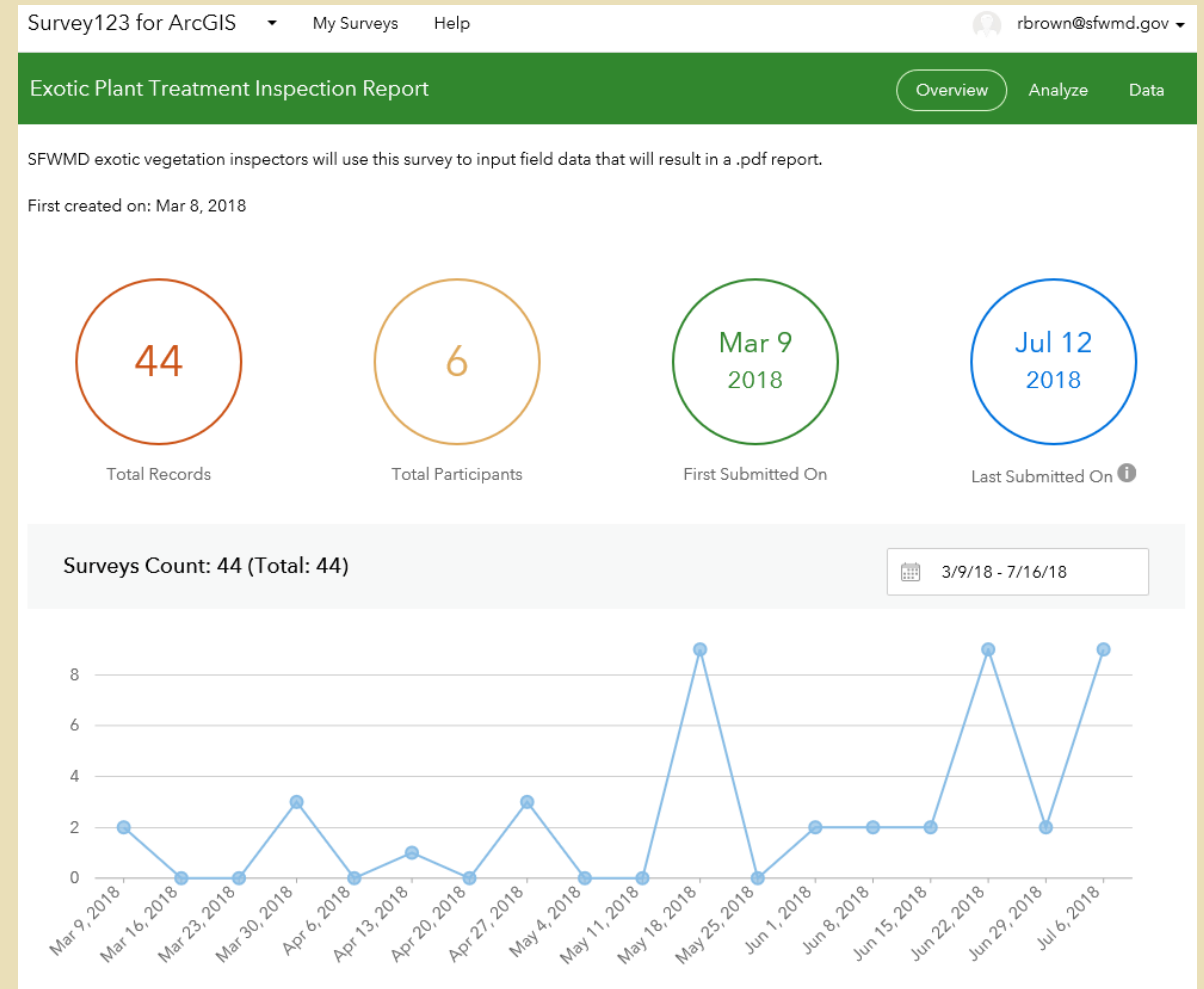 Survey123 for ArcGIS My Surveys Help rbrown@sfwmd.gov
Exotic Plant Treatment Inspection Report Overview Analyze Data
SFWMD exotic vegetation inspectors will use this survey to input field data that will result in a .pdf report.
First created on: Mar 8, 2018
44
Total Records
6
Total Participants
Mar 9
2018
First Submitted On
Jul 12
2018
Last Submitted On
Surveys Count: 44 (Total: 44)
3/9/18 - 7/16/18
8
6
4
2
0
Mar 9, 2018
Mar 16, 2018
Mar 23, 2018
Mar 30, 2018
Apr 6, 2018
Apr 13, 2018
Apr 20, 2018
Apr 27, 2018
May 4, 2018
May 11, 2018
May 18, 2018
May 25, 2018
Jun 1, 2018
Jun 8, 2018
Jun 15, 2018
Jun 22, 2018
Jun 29, 2018
Jul 6, 2018